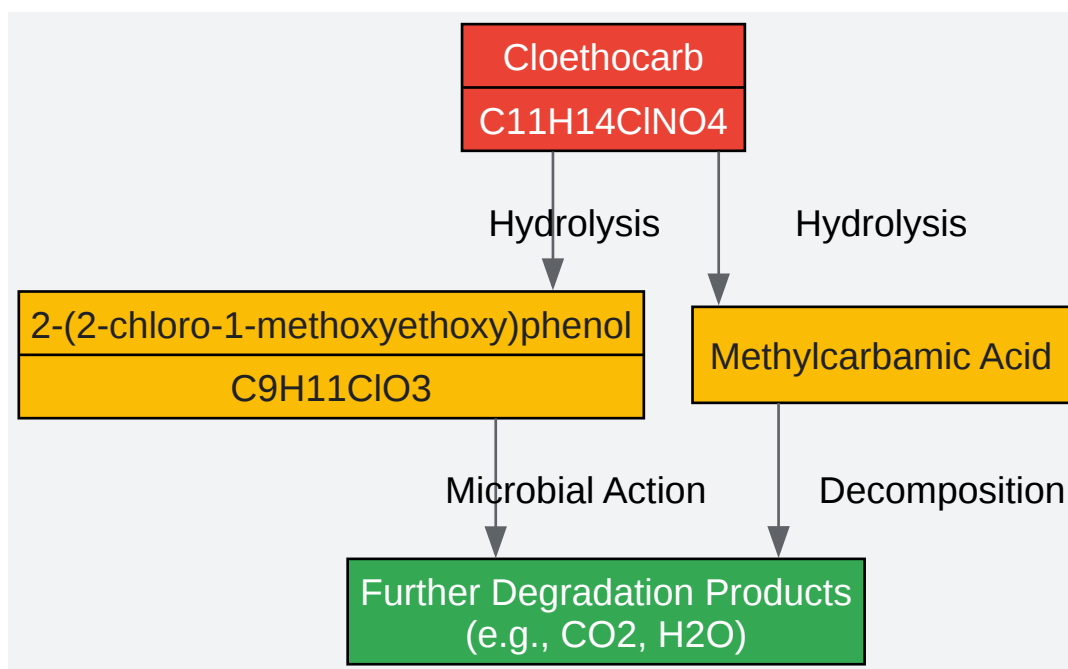 Cloethocarb
C11H14ClNO4
Hydrolysis
Hydrolysis
2-(2-chloro-1-methoxyethoxy)phenol
C9H11ClO3
Methylcarbamic Acid
Microbial Action
Decomposition
Further Degradation Products
(e.g., CO2, H2O)